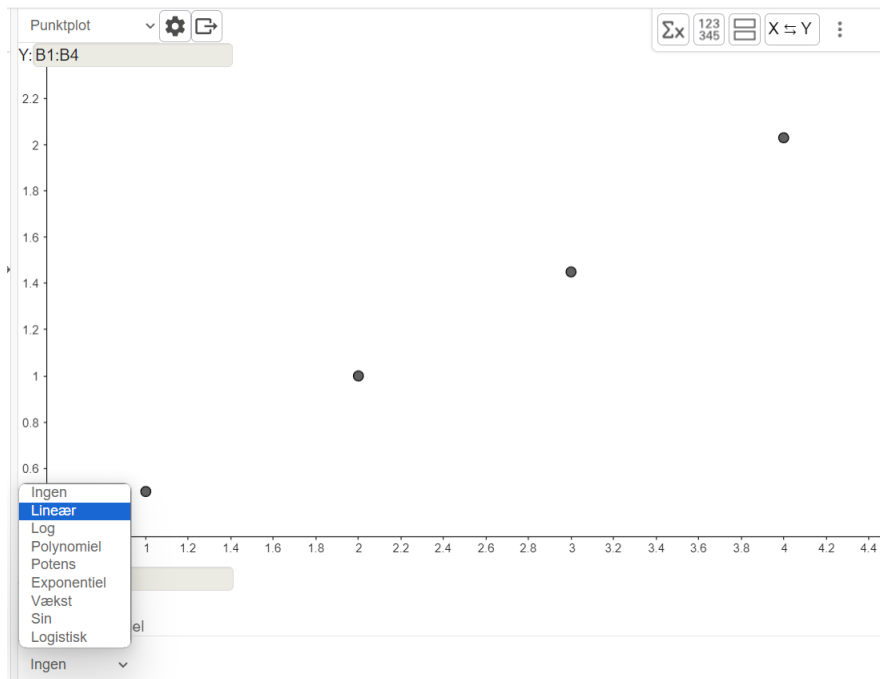 Punktplot
Σx
123
345
X ⇆ Y
Y: B1:B4
2.2
2
1.8
1.6
1.4
1.2
1
0.8
0.6
1 1.2 1.4 1.6 1.8 2 2.2 2.4 2.6 2.8 3 3.2 3.4 3.6 3.8 4 4.2 4.4
Ingen
Lineær
Log
Polynomiel
Potens
Exponentiel
Vækst
Sin
Logistisk
el
Ingen